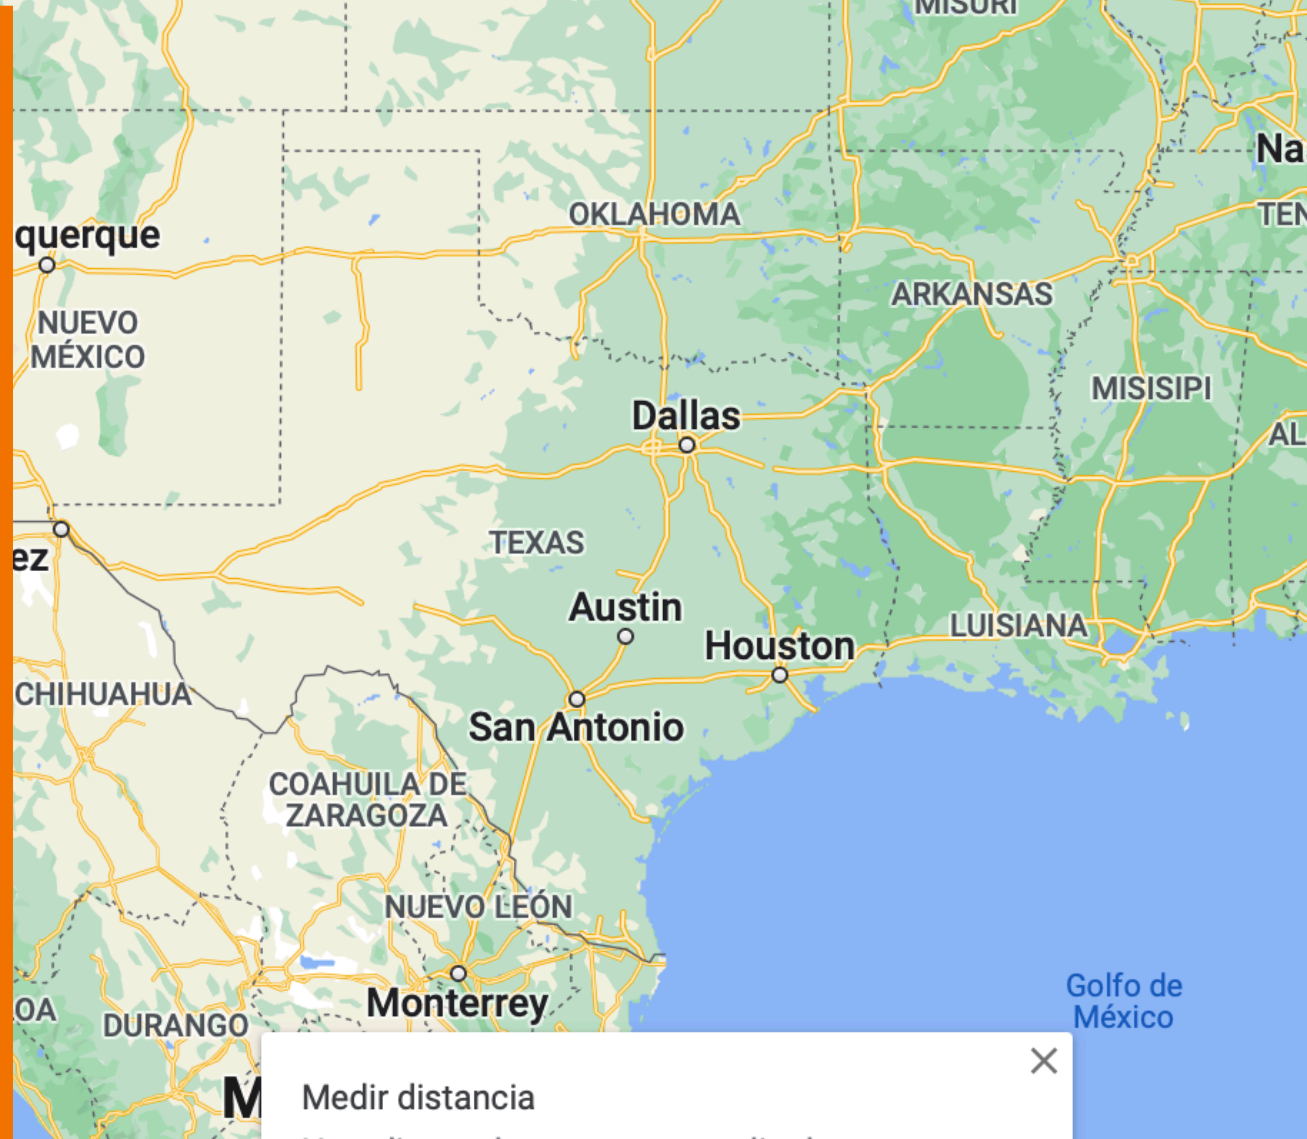 MISURI
Na
querque
OKLAHOMA
TEN
ARKANSAS
NUEVO
MÉXICO
MISISIPI
Dallas
AL
TEXAS
ez
Austin
LUISIANA
Houston
CHIHUAHUA
San Antonio
COAHUILA DE
ZARAGOZA
NUEVO LEÓN
Golfo de
México
Monterrey
OA
DURANGO
M
Medir distancia